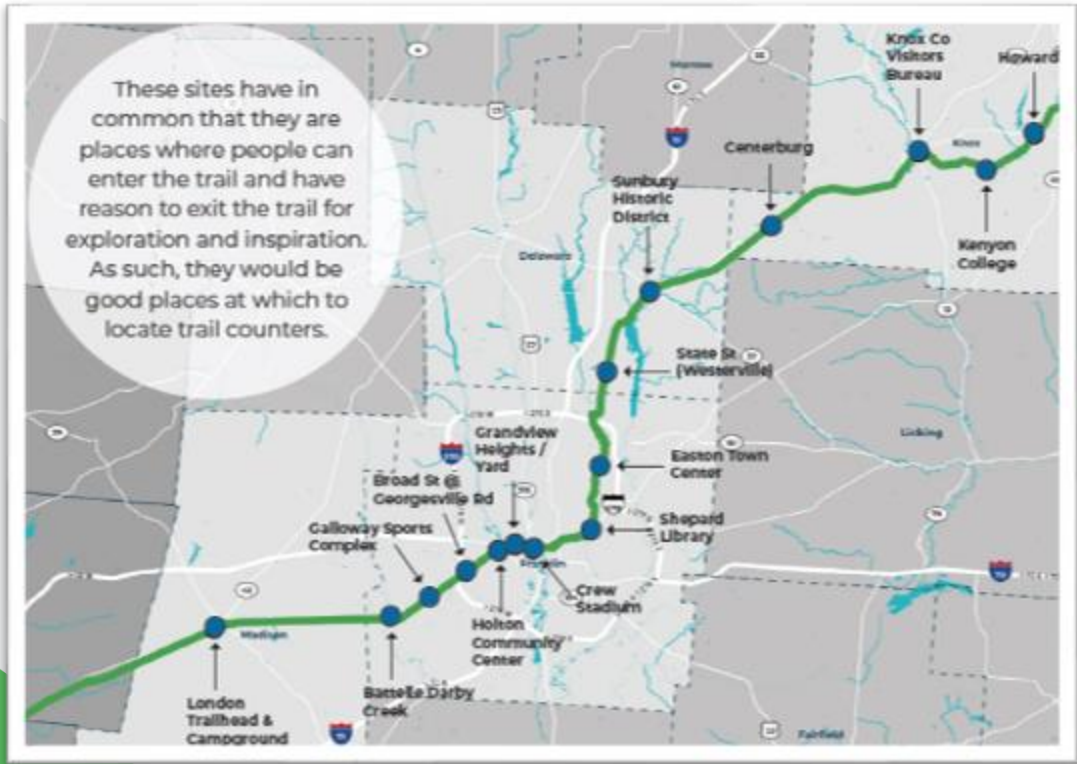 These sites have in
common that they are
places where people can
enter the trail and have
reason to exit the trail for
exploration and inspiration.
As such, they would be
good places at which to
locate trail counters.
Knox Co
Visitors
Bureau
Howard
Knox
Kenyon
College
Centerburg
Sunbury
Historic
District
Delaware
State St
(Westerville)
Licking
Grandview
Heights /
Yard
Easton Town
Center
Broad St @
Georgesville Rd
Galloway Sports
Complex
Shepard
Library
Franklin
Crew
Stadium
Holton
Community
Center
Madison
Battelle Darby
Creek
London
Trailhead &
Campground
Fairfield